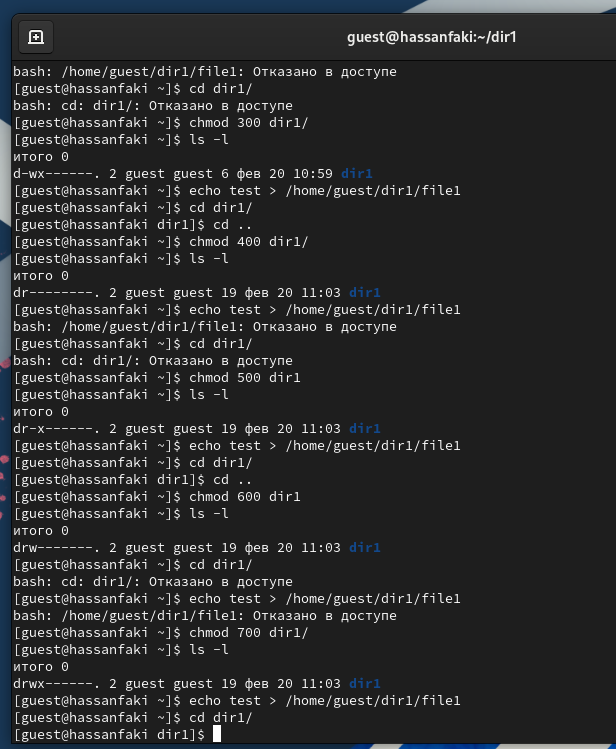 guest@hassanfaki:~/dir1
bash: /home/guest/dir1/file1: Отказано в доступе
[guest@hassanfaki ~]$ cd dir1/
bash: cd: dir1/: Отказано в доступе
[guest@hassanfaki ~]$ chmod 300 dir1/
[guest@hassanfaki ~]$ ls -l
итого 0
d-wx------. 2 guest guest 6 фев 20 10:59 dir1
[guest@hassanfaki ~]$ echo test > /home/guest/dir1/file1
[guest@hassanfaki ~]$ cd dir1/
[guest@hassanfaki dir1]$ cd ..
[guest@hassanfaki ~]$ chmod 400 dir1/
[guest@hassanfaki ~]$ ls -l
итого 0
dr--------. 2 guest guest 19 фев 20 11:03 dir1
[guest@hassanfaki ~]$ echo test > /home/guest/dir1/file1
bash: /home/guest/dir1/file1: Отказано в доступе
[guest@hassanfaki ~]$ cd dir1/
bash: cd: dir1/: Отказано в доступе
[guest@hassanfaki ~]$ chmod 500 dir1
[guest@hassanfaki ~]$ ls -l
итого 0
dr-x------. 2 guest guest 19 фев 20 11:03 dir1
[guest@hassanfaki ~]$ echo test > /home/guest/dir1/file1
[guest@hassanfaki ~]$ cd dir1/
[guest@hassanfaki dir1]$ cd ..
[guest@hassanfaki ~]$ chmod 600 dir1
[guest@hassanfaki ~]$ ls -l
итого 0
drw-------. 2 guest guest 19 фев 20 11:03 dir1
[guest@hassanfaki ~]$ cd dir1/
bash: cd: dir1/: Отказано в доступе
[guest@hassanfaki ~]$ echo test > /home/guest/dir1/file1
bash: /home/guest/dir1/file1: Отказано в доступе
[guest@hassanfaki ~]$ chmod 700 dir1/
[guest@hassanfaki ~]$ ls -l
итого 0
drwx------. 2 guest guest 19 фев 20 11:03 dir1
[guest@hassanfaki ~]$ echo test > /home/guest/dir1/file1
[guest@hassanfaki ~]$ cd dir1/
[guest@hassanfaki dir1]$